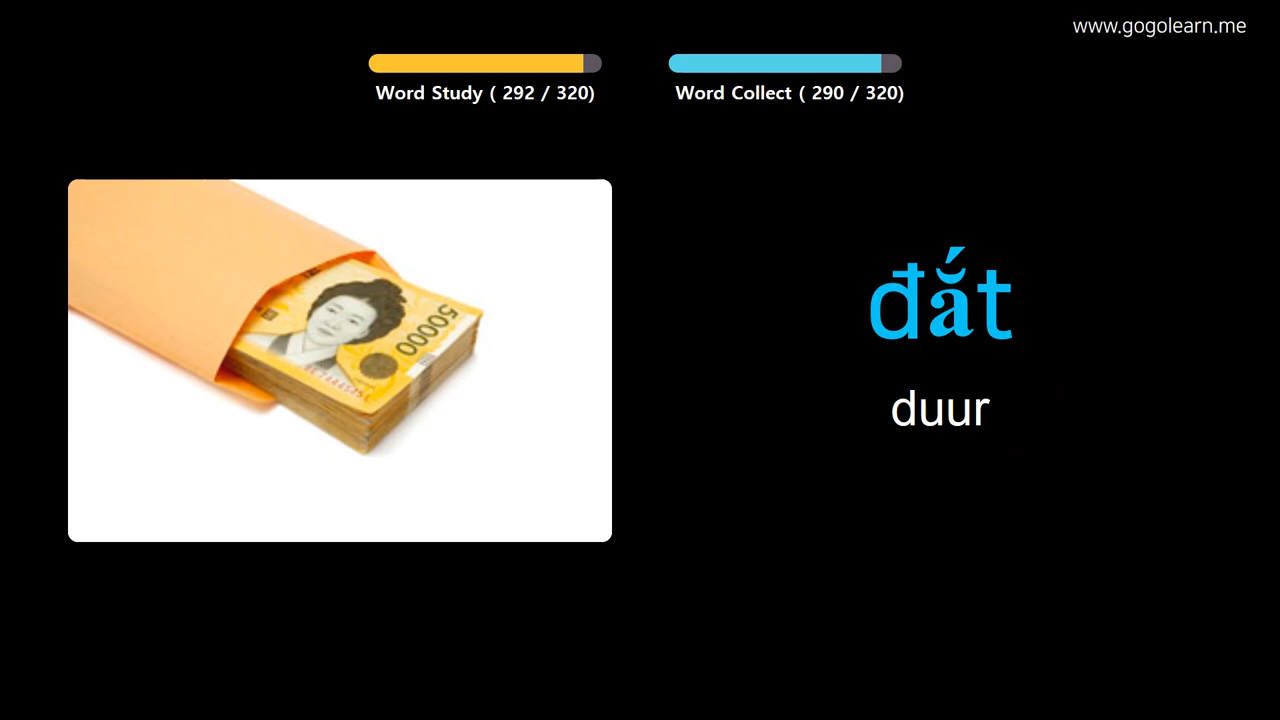 www.gogolearn.me
Word Study ( 292 / 320)
Word Collect ( 290 / 320)
50000
đắt
duur